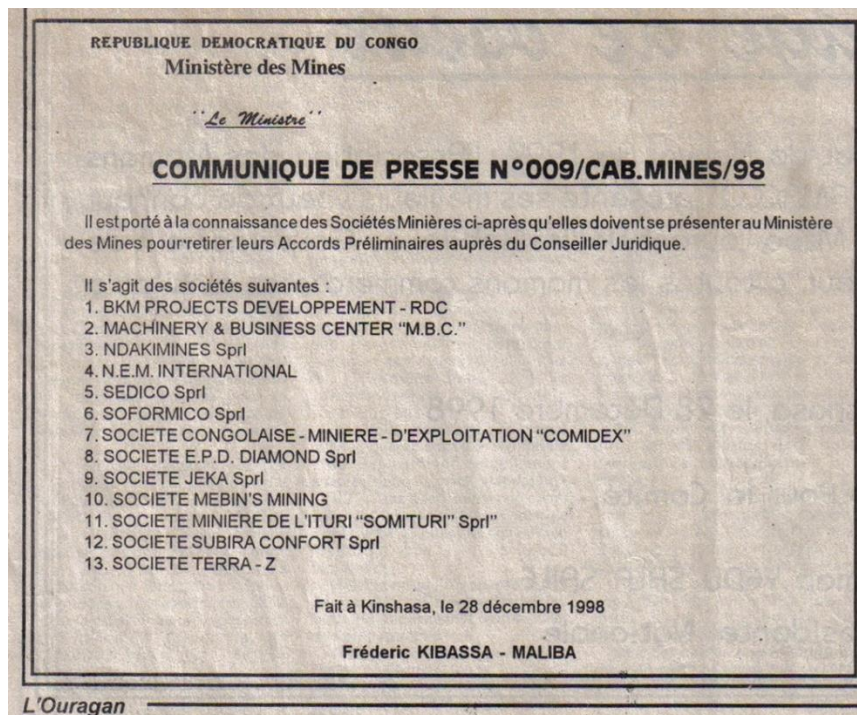 REPUBLIQUE DEMOCRATIQUE DU CONGO
Ministère des Mines
"Le Ministre"
COMMUNIQUE DE PRESSE N°009/CAB.MINES/98
Il est porté à la connaissance des Sociétés Minières ci-après qu'elles doivent se présenter au Ministère
des Mines pour retirer leurs Accords Préliminaires auprès du Conseiller Juridique.
Il s'agit des sociétés suivantes :
1. BKM PROJECTS DEVELOPPEMENT - RDC
2. MACHINERY & BUSINESS CENTER "M.B.C."
3. NDAKIMINES Sprl
4. N.E.M. INTERNATIONAL
5. SEDICO Sprl
6. SOFORMICO Sprl
7. SOCIETE CONGOLAISE - MINIERE - D'EXPLOITATION "COMIDEX"
8. SOCIETE E.P.D. DIAMOND Sprl
9. SOCIETE JEKA Sprl
10. SOCIETE MEBIN'S MINING
11. SOCIETE MINIERE DE L'ITURI "SOMITURI" Sprl"
12. SOCIETE SUBIRA CONFORT Sprl
13. SOCIETE TERRA - Z
Fait à Kinshasa, le 28 décembre 1998
Fréderic KIBASSA - MALIBA
L'Ouragan